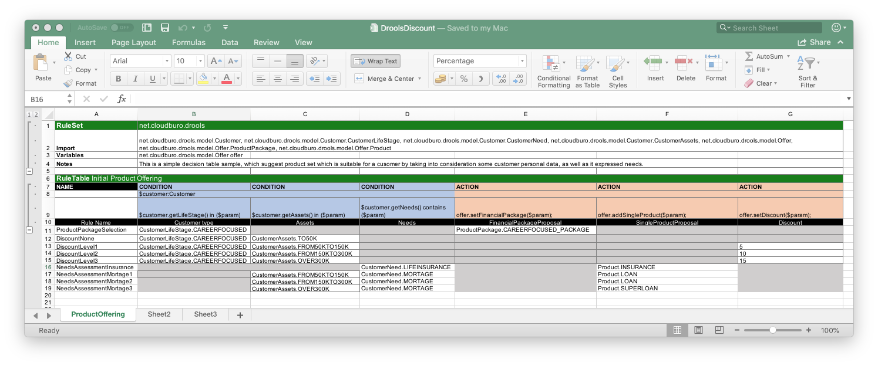 AutoSave
DroolsDiscount — Saved to my Mac
Search Sheet
Home Insert Page Layout Formulas Data Review View Share
Cut
Copy
Format
Paste
Arial 10
Wrap Text
Merge & Center
Percentage
Conditional Formatting
Format as Table
Cell Styles
Insert Delete Format
AutoSum
Fill
Clear
Sort & Filter
B16 fx
A B C D E F G
1 RuleSet net.cloudburo.drools
net.cloudburo.drools.model.Customer, net.cloudburo.drools.model.Customer.CustomerLifeStage, net.cloudburo.drools.model.Customer.CustomerNeed, net.cloudburo.drools.model.Customer.CustomerAssets, net.cloudburo.drools.model.Offer,
2 Import net.cloudburo.drools.model.Offer.ProductPackage, net.cloudburo.drools.model.Offer.Product
3 Variables net.cloudburo.drools.model.Offer offer
4 Notes This is a simple decision table sample, which suggest product set which is suitable for a cusomer by taking into consideration some customer personal data, as well as it expressed needs.
5
6 RuleTable Initial Product Offering
7 NAME CONDITION CONDITION CONDITION ACTION ACTION ACTION
8 $customer:Customer
9 $customer.getLifeStage() in ($param) $customer.getAssets() in ($param) $customer.getNeeds() contains ($param) offer.setFinancialPackage($param); offer.addSingleProduct($param); offer.setDiscount($param);
10 Rule Name Customer type Assets Needs FinancialPackageProposal SingleProductProposal Discount
11 ProductPackageSelection CustomerLifeStage.CAREERFOCUSED ProductPackage.CAREERFOCUSED_PACKAGE
12 DiscountNone CustomerLifeStage.CAREERFOCUSED CustomerAssets.TO50K
13 DiscountLevel1 CustomerLifeStage.CAREERFOCUSED CustomerAssets.FROM50KTO150K 5
14 DiscountLevel2 CustomerLifeStage.CAREERFOCUSED CustomerAssets.FROM150KTO300K 10
15 DiscountLevel3 CustomerLifeStage.CAREERFOCUSED CustomerAssets.OVER300K 15
16 NeedsAssessmentInsurance CustomerNeed.LIFEINSURANCE Product.INSURANCE
17 NeedsAssessmentMortage1 CustomerAssets.FROM50KTO150K CustomerNeed.MORTAGE Product.LOAN
18 NeedsAssessmentMortage2 CustomerAssets.FROM150KTO300K CustomerNeed.MORTAGE Product.LOAN
19 NeedsAssessmentMortage3 CustomerAssets.OVER300K CustomerNeed.MORTAGE Product.SUPERLOAN
20
21
ProductOffering Sheet2 Sheet3 +
Ready 100%